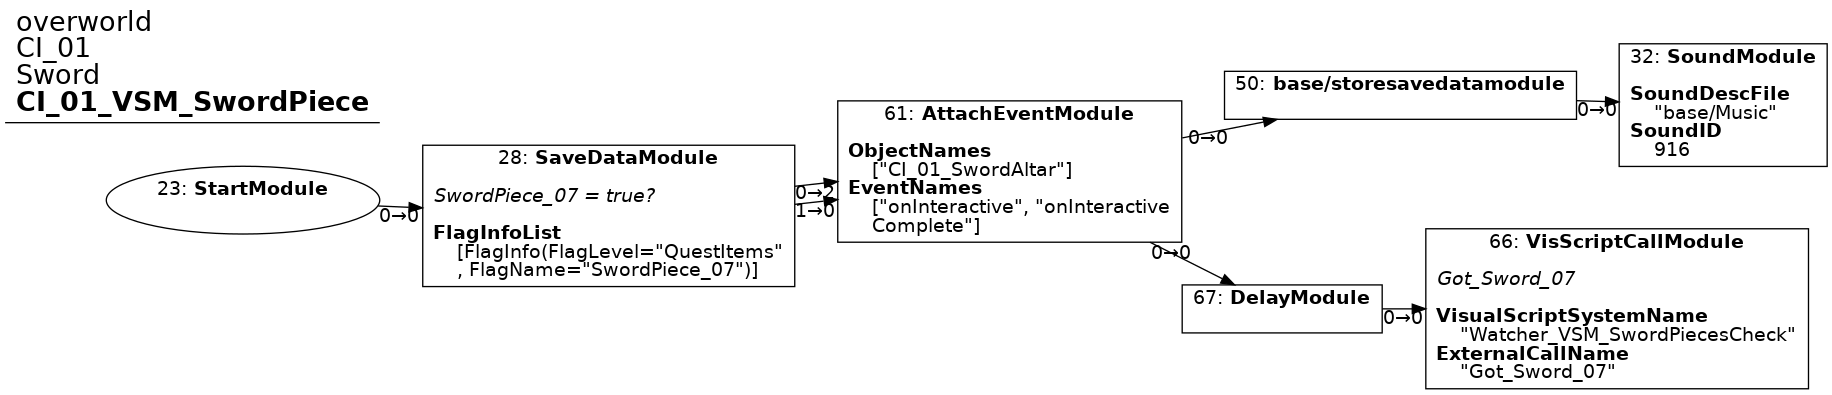 overworld
CI_01
Sword
CI_01_VSM_SwordPiece
23: StartModule
0→0
28: SaveDataModule
SwordPiece_07 = true?
FlagInfoList
[FlagInfo(FlagLevel="QuestItems"
, FlagName="SwordPiece_07")]
0→2
1→0
61: AttachEventModule
ObjectNames
["CI_01_SwordAltar"]
EventNames
["onInteractive", "onInteractive
Complete"]
0→0
0→0
50: base/storesavedatamodule
0→0
32: SoundModule
SoundDescFile
"base/Music"
SoundID
916
67: DelayModule
0→0
66: VisScriptCallModule
Got_Sword_07
VisualScriptSystemName
"Watcher_VSM_SwordPiecesCheck"
ExternalCallName
"Got_Sword_07"